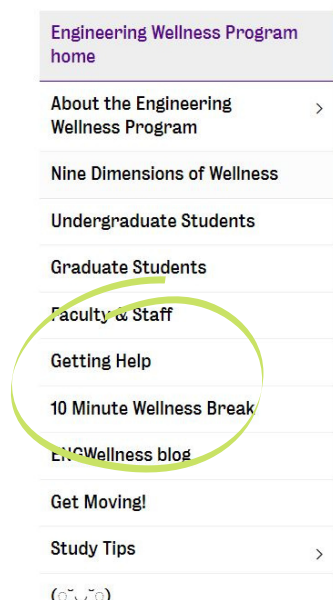 Engineering Wellness Program
home
About the Engineering
Wellness Program
Nine Dimensions of Wellness
Undergraduate Students
Graduate Students
Faculty & Staff
Getting Help
10 Minute Wellness Break
ENGWellness blog
Get Moving!
Study Tips